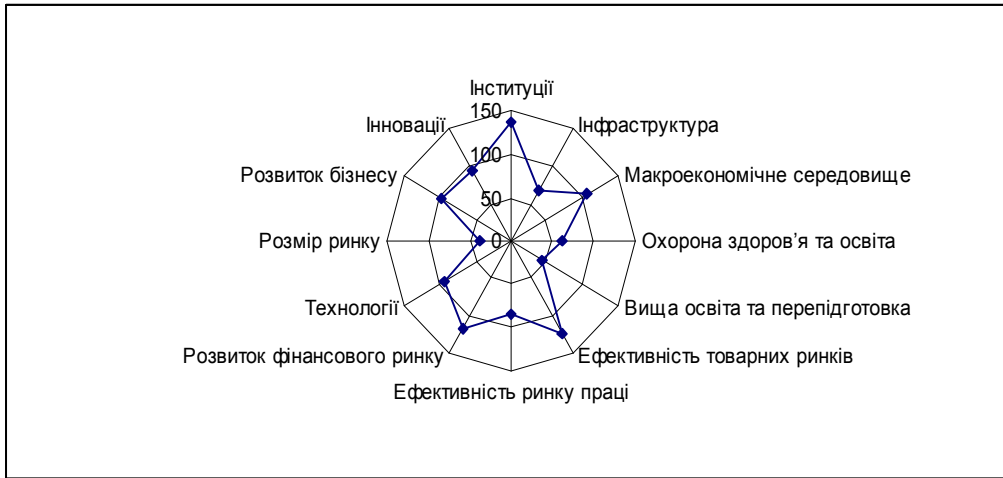 Інституції
150
Інновації
Інфраструктура
100
Розвиток бізнесу
Макроекономічне середовище
50
Розмір ринку
0
Охорона здоров’я та освіта
Технології
Вища освіта та перепідготовка
Розвиток фінансового ринку
Ефективність товарних ринків
Ефективність ринку праці